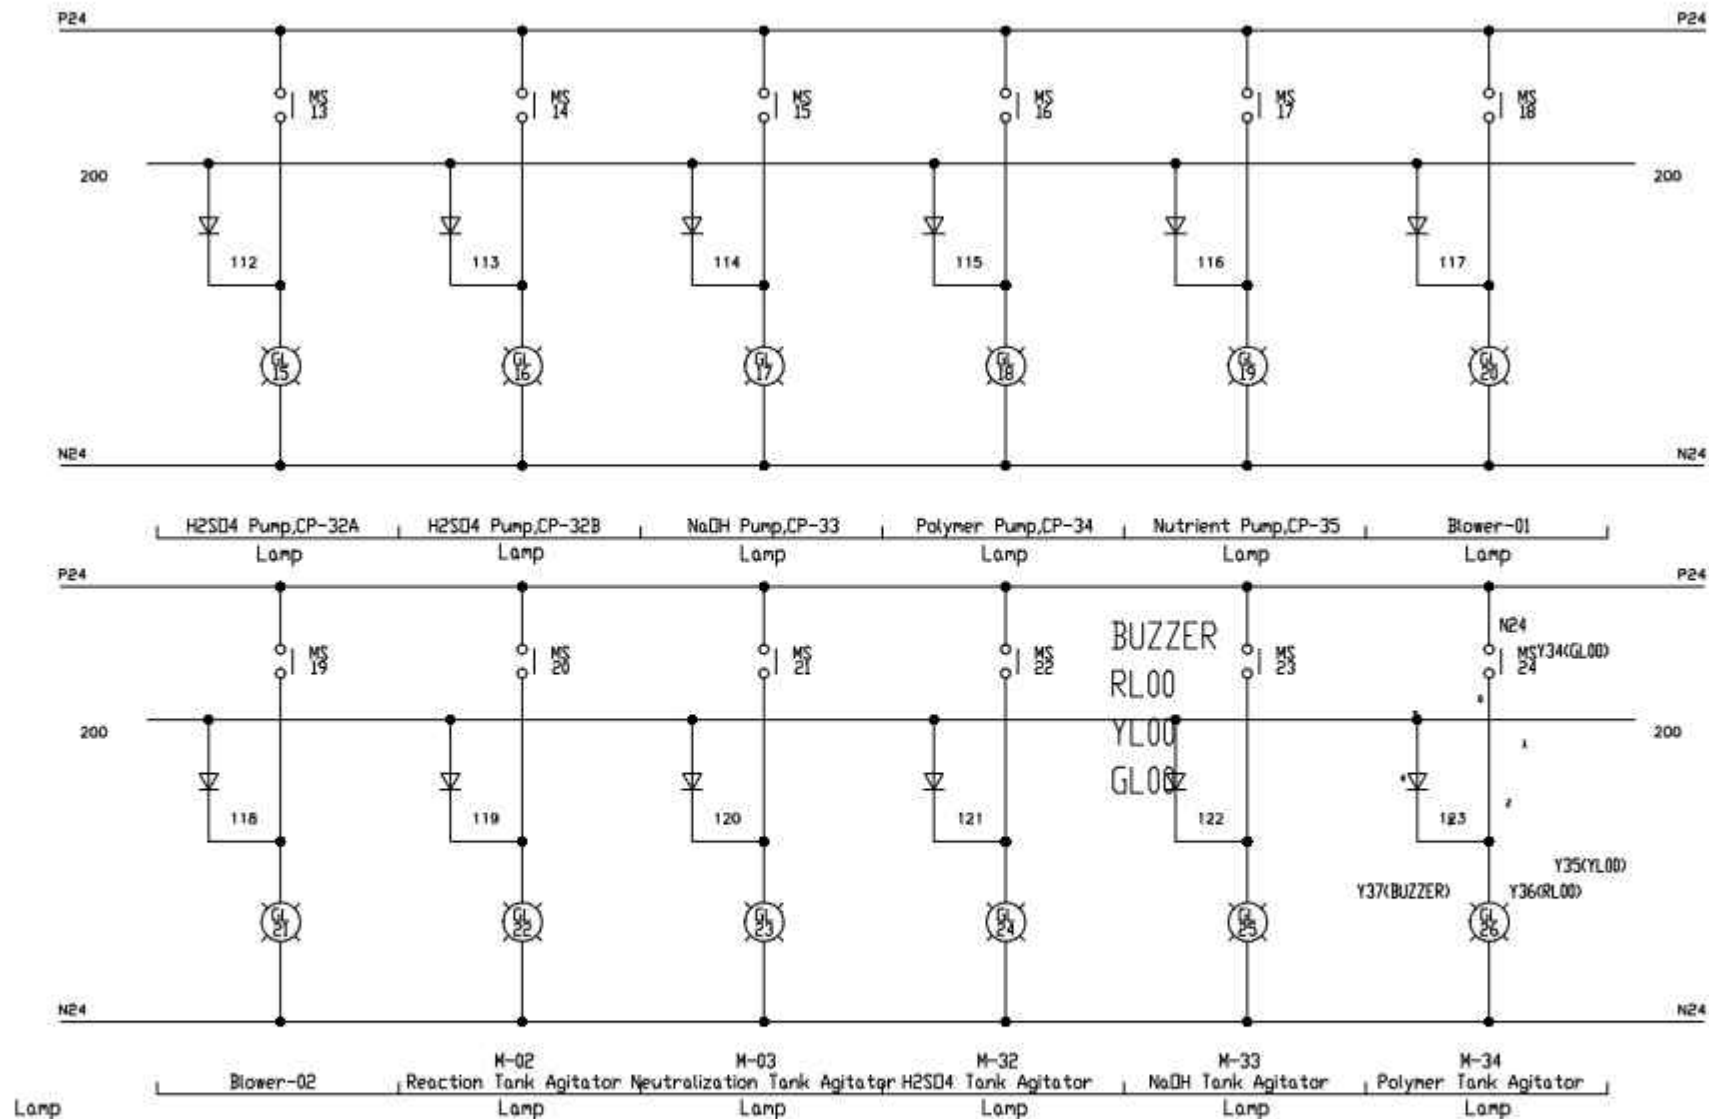 P24 P24
MS 13 MS 14 MS 15 MS 16 MS 17 MS 18
200 200
112 113 114 115 116 117
GL 15 GL 16 GL 17 GL 18 GL 19 GL 20
N24 N24
H2SO4 Pump,CP-32A H2SO4 Pump,CP-32B NaOH Pump,CP-33 Polymer Pump,CP-34 Nutrient Pump,CP-35 Blower-01
Lamp Lamp Lamp Lamp Lamp Lamp
P24 P24
BUZZER N24
MS 19 MS 20 MS 21 MS 22 MS 23 MS 24 Y34(GL00)
RL00
200 YL00 200
GL00
118 119 120 121 122 123
Y35(YL00)
Y37(BUZZER) Y36(RL00)
GL 21 GL 22 GL 23 GL 24 GL 25 GL 26
N24 N24
M-02 M-03 M-32 M-33 M-34
Blower-02 Reaction Tank Agitator Neutralization Tank Agitator H2SO4 Tank Agitator NaOH Tank Agitator Polymer Tank Agitator
Lamp Lamp Lamp Lamp Lamp Lamp